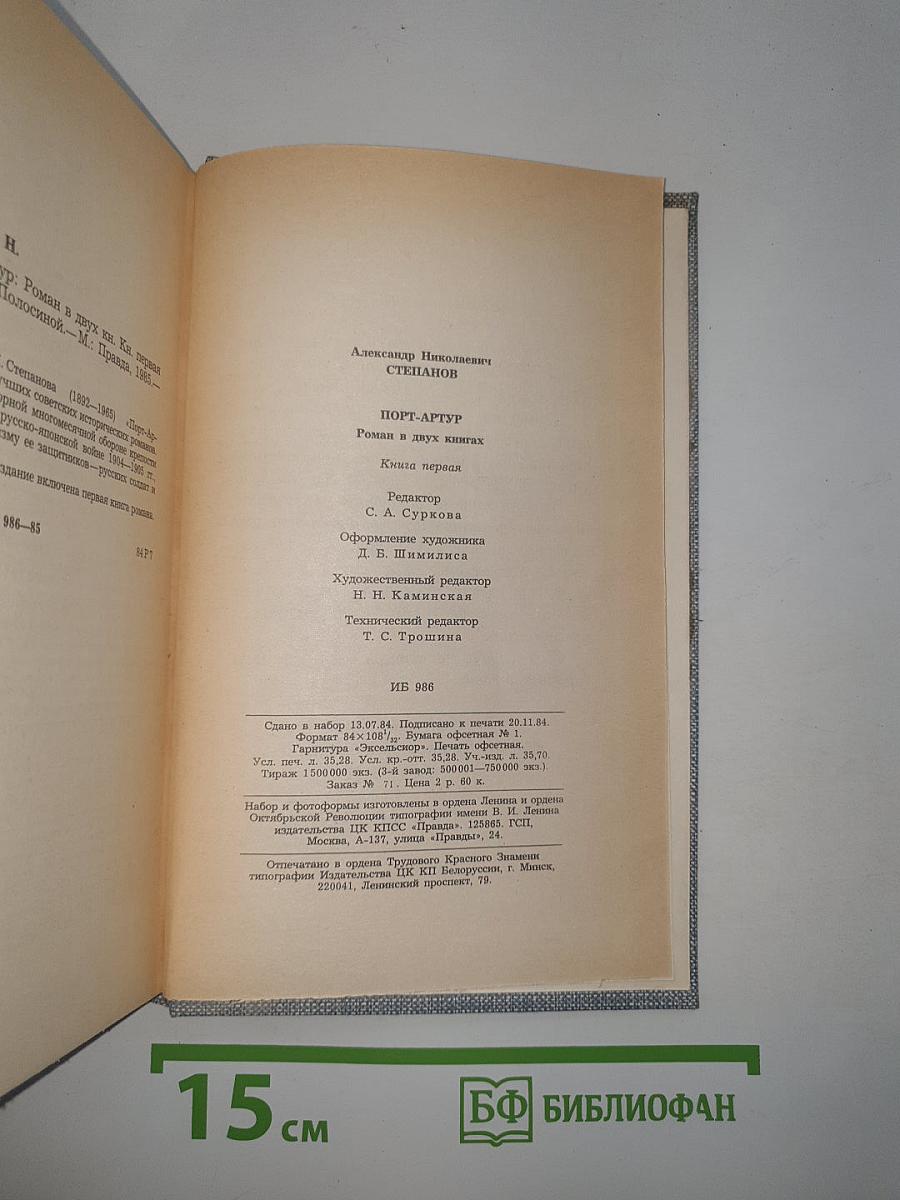 Н.
ур: Роман в двух кн. Кн. первая
Полосиной.— М.: Правда, 1985.—
Степанова (1892—1965) «Порт-Ар-
учших советских исторических романов.
орной многомесячной обороне крепости
русско-японской войне 1904—1905 гг.,
изму ее защитников—русских солдат и
здание включена первая книга романа.
986—85
84Р7
Александр Николаевич
СТЕПАНОВ
ПОРТ-АРТУР
Роман в двух книгах
Книга первая
Редактор
С. А. Суркова
Оформление художника
Д. Б. Шимилиса
Художественный редактор
Н. Н. Каминская
Технический редактор
Т. С. Трошина
ИБ 986
Сдано в набор 13.07.84. Подписано к печати 20.11.84.
Формат 84×108¹/₃₂. Бумага офсетная № 1.
Гарнитура «Эксельсиор». Печать офсетная.
Усл. печ. л. 35,28. Усл. кр.-отт. 35,28. Уч.-изд. л. 35,70.
Тираж 1 500 000 экз. (3-й завод: 500001—750000 экз.).
Заказ № 71. Цена 2 р. 60 к.
Набор и фотоформы изготовлены в ордена Ленина и ордена
Октябрьской Революции типографии имени В. И. Ленина
издательства ЦК КПСС «Правда». 125865. ГСП,
Москва, А-137, улица «Правды», 24.
Отпечатано в ордена Трудового Красного Знамени
типографии Издательства ЦК КП Белоруссии, г. Минск,
220041, Ленинский проспект, 79.
15 см
БФ БИБЛИОФАН